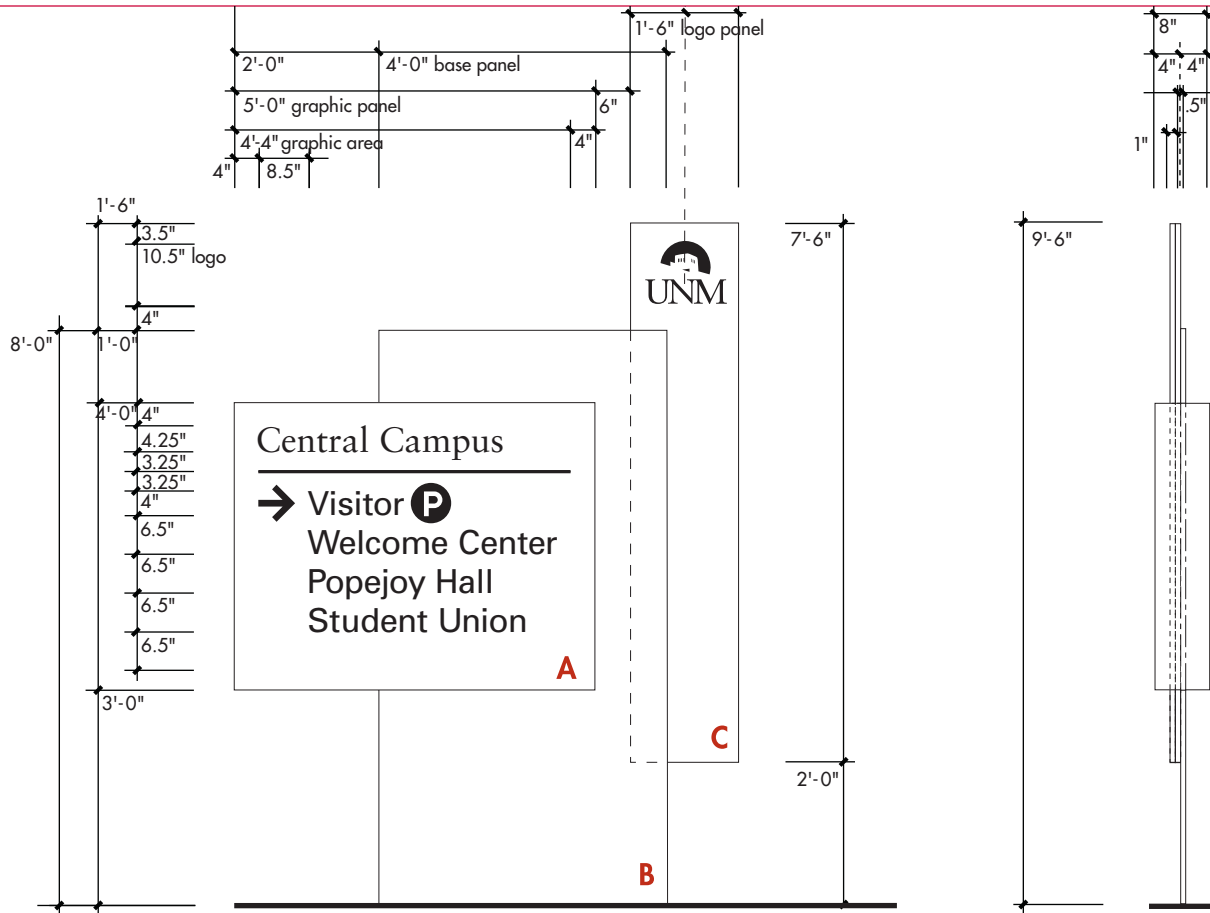 1'-6" logo panel
8"
2'-0"
4'-0" base panel
4"
4"
5'-0" graphic panel
6"
.5"
4'-4" graphic area
4"
1"
4"
8.5"
1'-6"
3.5"
10.5" logo
7'-6"
9'-6"
UNM
4"
8'-0"
1'-0"
4'-0"
4"
4.25"
3.25"
3.25"
4"
6.5"
6.5"
6.5"
6.5"
3'-0"
Central Campus
Visitor P
Welcome Center
Popejoy Hall
Student Union
A
C
2'-0"
B